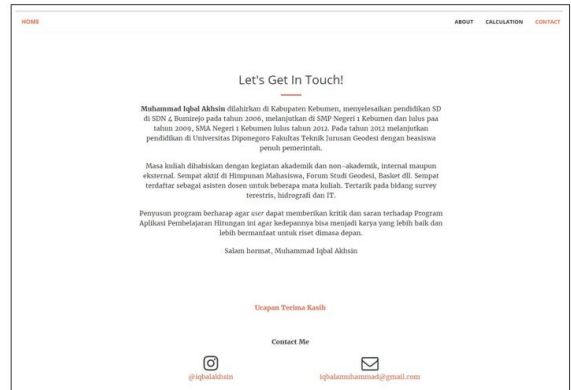 HOME ABOUT CALCULATION CONTACT
Let's Get In Touch!
Muhammad Iqbal Akhsin dilahirkan di Kabupaten Kebumen, menyelesaikan pendidikan SD
di SDN 4 Bumirejo pada tahun 2006, melanjutkan di SMP Negeri 1 Kebumen dan lulus paa
tahun 2009, SMA Negeri 1 Kebumen lulus tahun 2012. Pada tahun 2012 melanjutkan
pendidikan di Universitas Diponegoro Fakultas Teknik Jurusan Geodesi dengan beasiswa
penuh pemerintah.
Masa kuliah dihabiskan dengan kegiatan akademik dan non-akademik, internal maupun
eksternal. Sempat aktif di Himpunan Mahasiswa, Forum Studi Geodesi, Basket dll. Sempat
terdaftar sebagai asisten dosen untuk beberapa mata kuliah. Tertarik pada bidang survey
terestris, hidrografi dan IT.
Penyusun program berharap agar user dapat memberikan kritik dan saran terhadap Program
Aplikasi Pembelajaran Hitungan ini agar kedepannya bisa menjadi karya yang lebih baik dan
lebih bermanfaat untuk riset dimasa depan.
Salam hormat, Muhammad Iqbal Akhsin
Ucapan Terima Kasih
Contact Me
@iqbalakhsin iqbalamuhammad@gmail.com